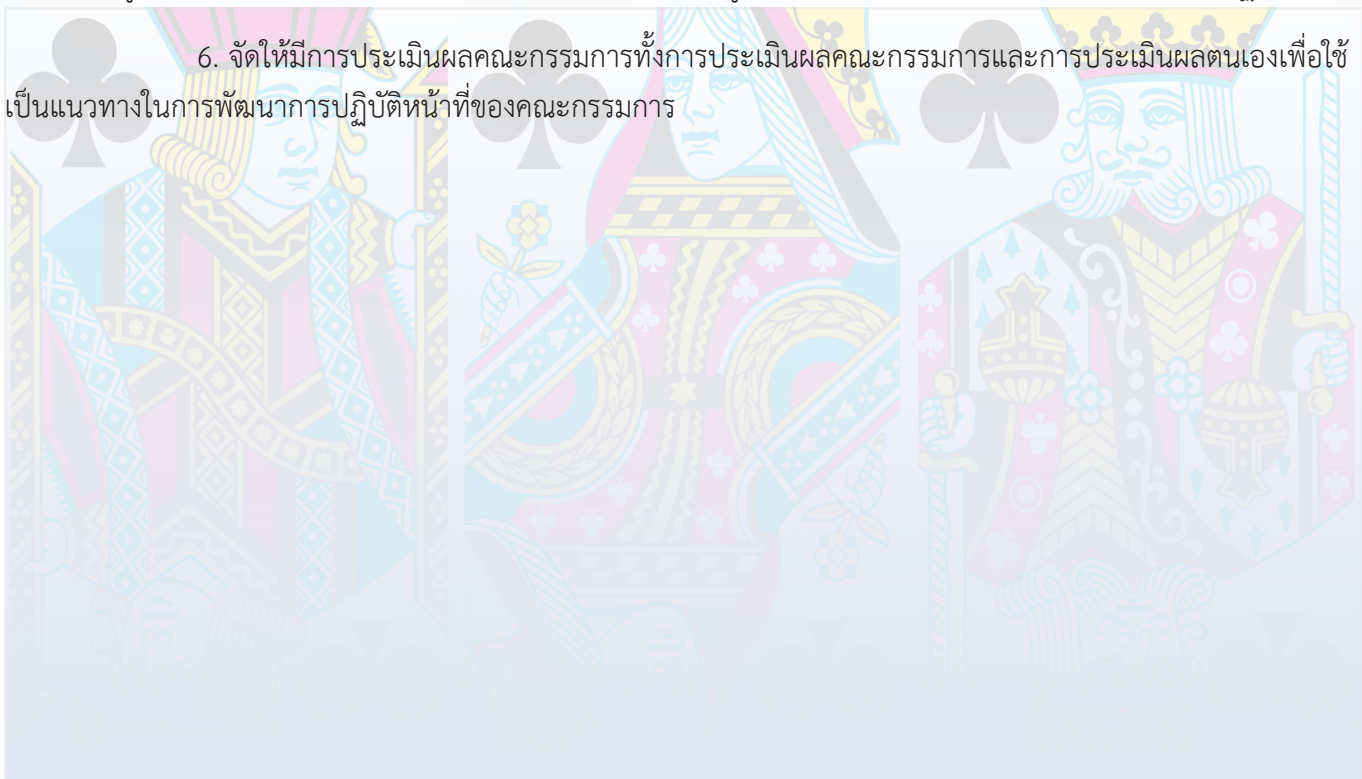 6. จัดให้มีการประเมินผลคณะกรรมการทั้งการประเมินผลคณะกรรมการและการประเมินผลตนเองเพื่อใช้
เป็นแนวทางในการพัฒนาการปฏิบัติหน้าที่ของคณะกรรมการ